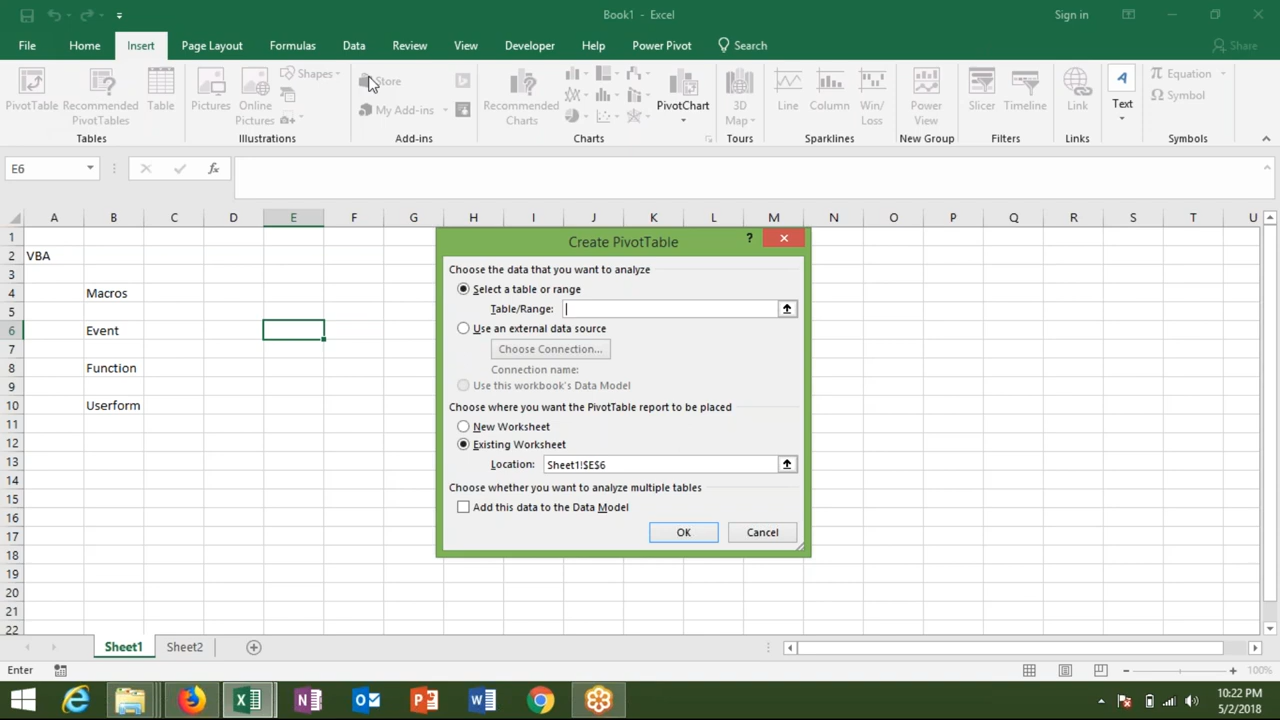 Book1 - Excel
Sign in
File Home Insert Page Layout Formulas Data Review View Developer Help Power Pivot Search Share
PivotTable
Recommended PivotTables
Table
Tables
Pictures
Online Pictures
Shapes
Illustrations
Store
My Add-ins
Add-ins
Recommended Charts
PivotChart
Charts
3D Map
Tours
Line
Column
Win/Loss
Sparklines
Power View
New Group
Slicer
Timeline
Filters
Link
Links
Text
Equation
Symbol
Symbols
E6
fx
A B C D E F G H I J K L M N O P Q R S T U
1
2 VBA
3
4 Macros
5
6 Event
7
8 Function
9
10 Userform
11
12
13
14
15
16
17
18
19
20
21
22
Create PivotTable
?
Choose the data that you want to analyze
Select a table or range
Table/Range:
Use an external data source
Choose Connection...
Connection name:
Use this workbook's Data Model
Choose where you want the PivotTable report to be placed
New Worksheet
Existing Worksheet
Location: Sheet1!$E$6
Choose whether you want to analyze multiple tables
Add this data to the Data Model
OK Cancel
Sheet1 Sheet2
Enter
100%
10:22 PM
5/2/2018